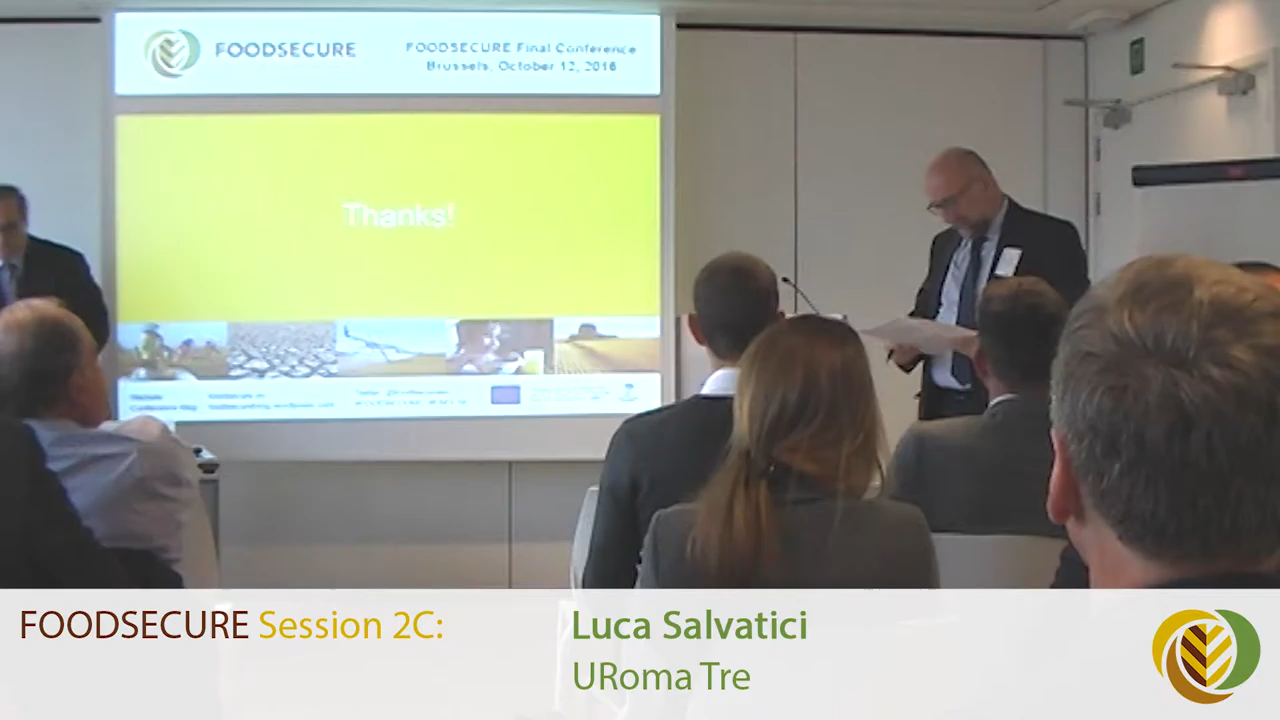 FOODSECURE
FOODSECURE Final Conference
Brussels, October 12, 2016
Thanks!
FOODSECURE Session 2C:
Luca Salvatici
URoma Tre